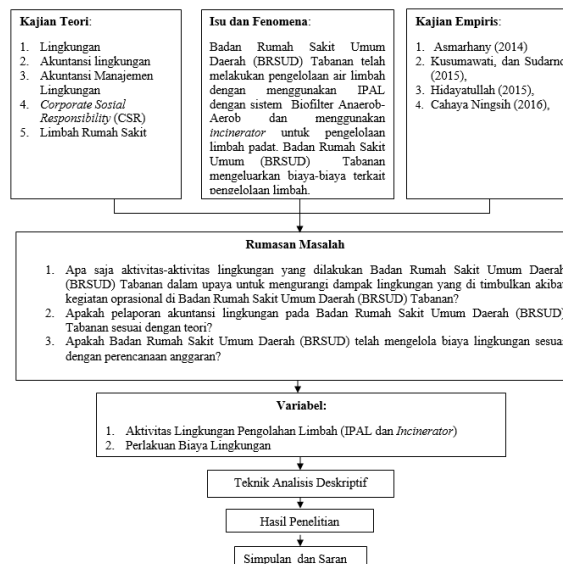 Kajian Teori:
1. Lingkungan
2. Akuntansi lingkungan
3. Akuntansi Manajemen
Lingkungan
4. Corporate Sosial
Responsibility (CSR)
5. Limbah Rumah Sakit
Isu dan Fenomena:
Badan Rumah Sakit Umum
Daerah (BRSUD) Tabanan telah
melakukan pengelolaan air limbah
dengan menggunakan IPAL
dengan sistem Biofilter Anaerob-
Aerob dan menggunakan
incinerator untuk pengelolaan
limbah padat. Badan Rumah Sakit
Umum (BRSUD) Tabanan
mengeluarkan biaya-biaya terkait
pengelolaan limbah.
Kajian Empiris:
1. Asmarhany (2014)
2. Kusumawati, dan Sudarno
(2015),
3. Hidayatullah (2015),
4. Cahaya Ningsih (2016),
Rumasan Masalah
1. Apa saja aktivitas-aktivitas lingkungan yang dilakukan Badan Rumah Sakit Umum Daerah
(BRSUD) Tabanan dalam upaya untuk mengurangi dampak lingkungan yang di timbulkan akibat
kegiatan oprasional di Badan Rumah Sakit Umum Daerah (BRSUD) Tabanan?
2. Apakah pelaporan akuntansi lingkungan pada Badan Rumah Sakit Umum Daerah (BRSUD)
Tabanan sesuai dengan teori?
3. Apakah Badan Rumah Sakit Umum Daerah (BRSUD) telah mengelola biaya lingkungan sesuai
dengan perencanaan anggaran?
Variabel:
1. Aktivitas Lingkungan Pengolahan Limbah (IPAL dan Incinerator)
2. Perlakuan Biaya Lingkungan
Teknik Analisis Deskriptif
Hasil Penelitian
Simpulan dan Saran